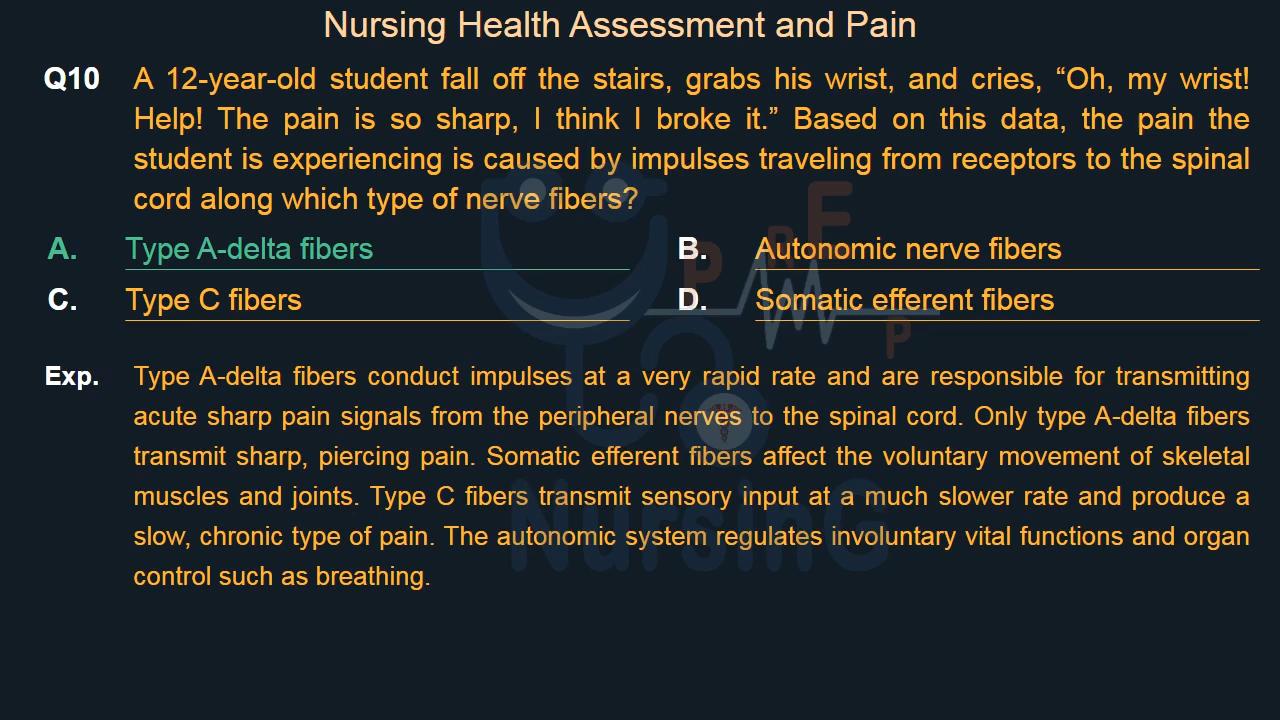 Nursing Health Assessment and Pain
Q10 A 12-year-old student fall off the stairs, grabs his wrist, and cries, “Oh, my wrist!
Help! The pain is so sharp, I think I broke it.” Based on this data, the pain the
student is experiencing is caused by impulses traveling from receptors to the spinal
cord along which type of nerve fibers?
A. Type A-delta fibers B. Autonomic nerve fibers
C. Type C fibers D. Somatic efferent fibers
Exp. Type A-delta fibers conduct impulses at a very rapid rate and are responsible for transmitting
acute sharp pain signals from the peripheral nerves to the spinal cord. Only type A-delta fibers
transmit sharp, piercing pain. Somatic efferent fibers affect the voluntary movement of skeletal
muscles and joints. Type C fibers transmit sensory input at a much slower rate and produce a
slow, chronic type of pain. The autonomic system regulates involuntary vital functions and organ
control such as breathing.
P R F P
NursinG